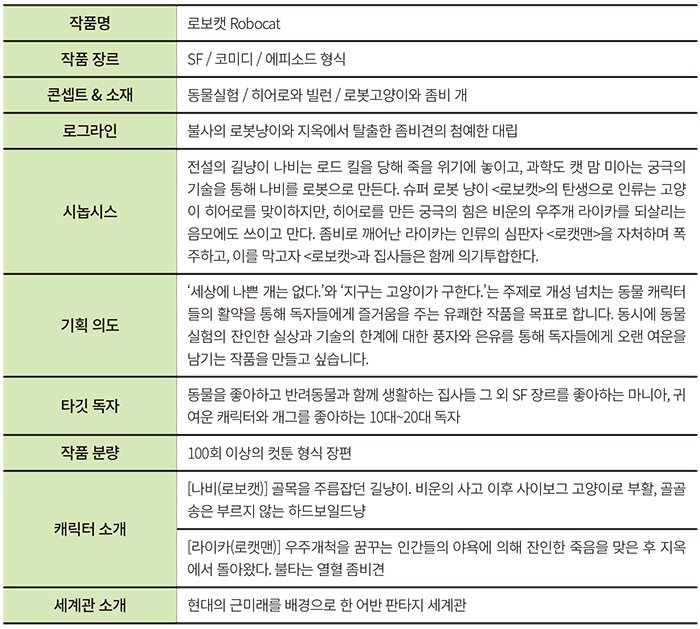 작품명
로보캣 Robocat
작품 장르
SF / 코미디 / 에피소드 형식
콘셉트 & 소재
동물실험 / 히어로와 빌런 / 로봇고양이와 좀비 개
로그라인
불사의 로봇냥이와 지옥에서 탈출한 좀비견의 첨예한 대립
시놉시스
전설의 길냥이 나비는 로드 킬을 당해 죽을 위기에 놓이고, 과학도 캣 맘 미아는 궁극의
기술을 통해 나비를 로봇으로 만든다. 슈퍼 로봇 냥이 <로보캣>의 탄생으로 인류는 고양
이 히어로를 맞이하지만, 히어로를 만든 궁극의 힘은 비운의 우주개 라이카를 되살리는
음모에도 쓰이고 만다. 좀비로 깨어난 라이카는 인류의 심판자 <로캣맨>을 자처하며 폭
주하고, 이를 막고자 <로보캣>과 집사들은 함께 의기투합한다.
기획 의도
‘세상에 나쁜 개는 없다.’와 ‘지구는 고양이가 구한다.’는 주제로 개성 넘치는 동물 캐릭터
들의 활약을 통해 독자들에게 즐거움을 주는 유쾌한 작품을 목표로 합니다. 동시에 동물
실험의 잔인한 실상과 기술의 한계에 대한 풍자와 은유를 통해 독자들에게 오랜 여운을
남기는 작품을 만들고 싶습니다.
타깃 독자
동물을 좋아하고 반려동물과 함께 생활하는 집사들 그 외 SF 장르를 좋아하는 마니아, 귀
여운 캐릭터와 개그를 좋아하는 10대~20대 독자
작품 분량
100회 이상의 컷툰 형식 장편
캐릭터 소개
[나비(로보캣)] 골목을 주름잡던 길냥이. 비운의 사고 이후 사이보그 고양이로 부활, 골골
송은 부르지 않는 하드보일드냥
[라이카(로캣맨)] 우주개척을 꿈꾸는 인간들의 야욕에 의해 잔인한 죽음을 맞은 후 지옥
에서 돌아왔다. 불타는 열혈 좀비견
세계관 소개
현대의 근미래를 배경으로 한 어반 판타지 세계관